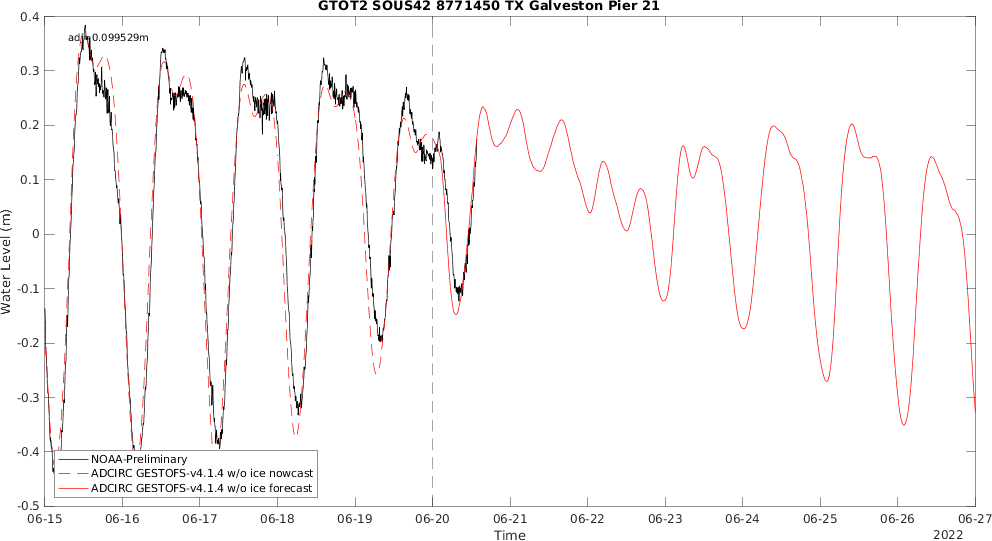 GTOT2 SOUS42 8771450 TX Galveston Pier 21
adj=0.099529m
0.4
0.3
0.2
0.1
0
-0.1
-0.2
-0.3
-0.4
-0.5
Water Level (m)
NOAA-Preliminary
ADCIRC GESTOFS-v4.1.4 w/o ice nowcast
ADCIRC GESTOFS-v4.1.4 w/o ice forecast
06-15 06-16 06-17 06-18 06-19 06-20 06-21 06-22 06-23 06-24 06-25 06-26 06-27
Time
2022